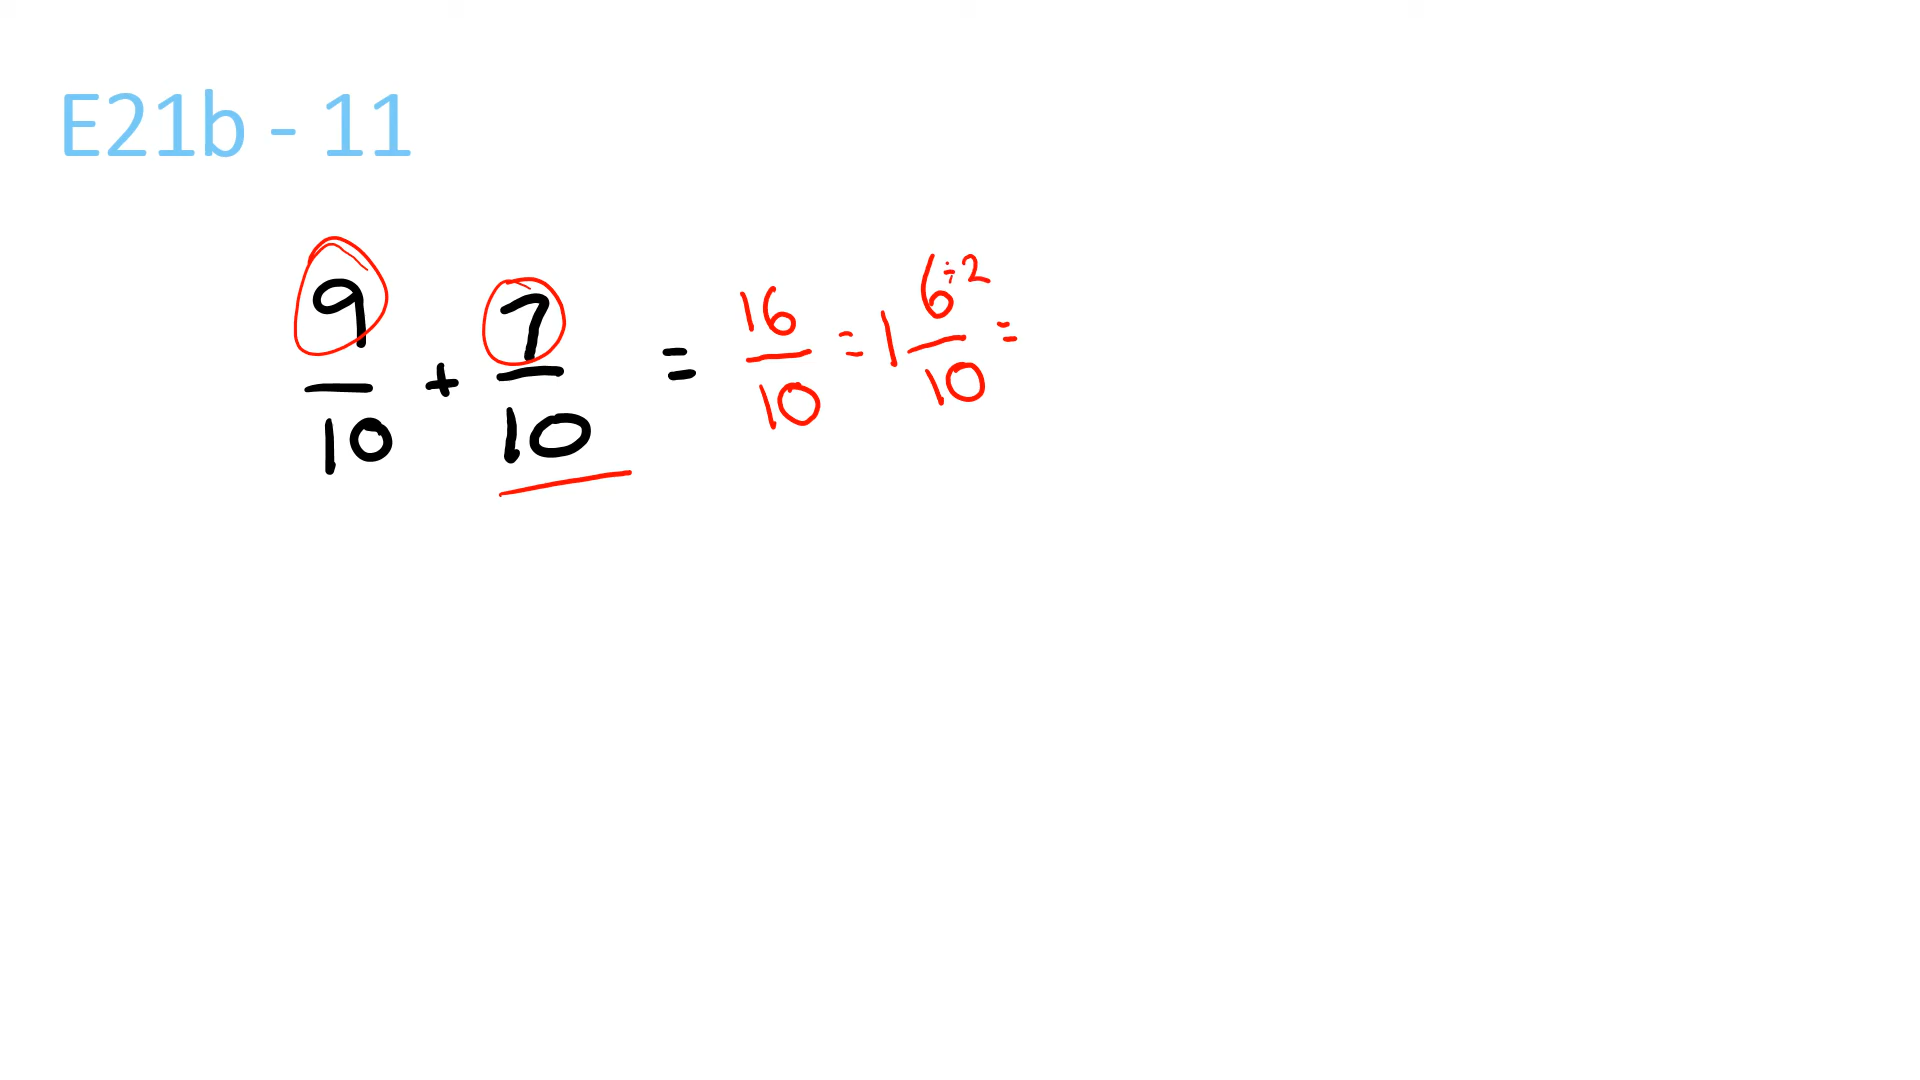 E21b - 11
9/10 + 7/10 = 16/10 = 1 6÷2/10 =